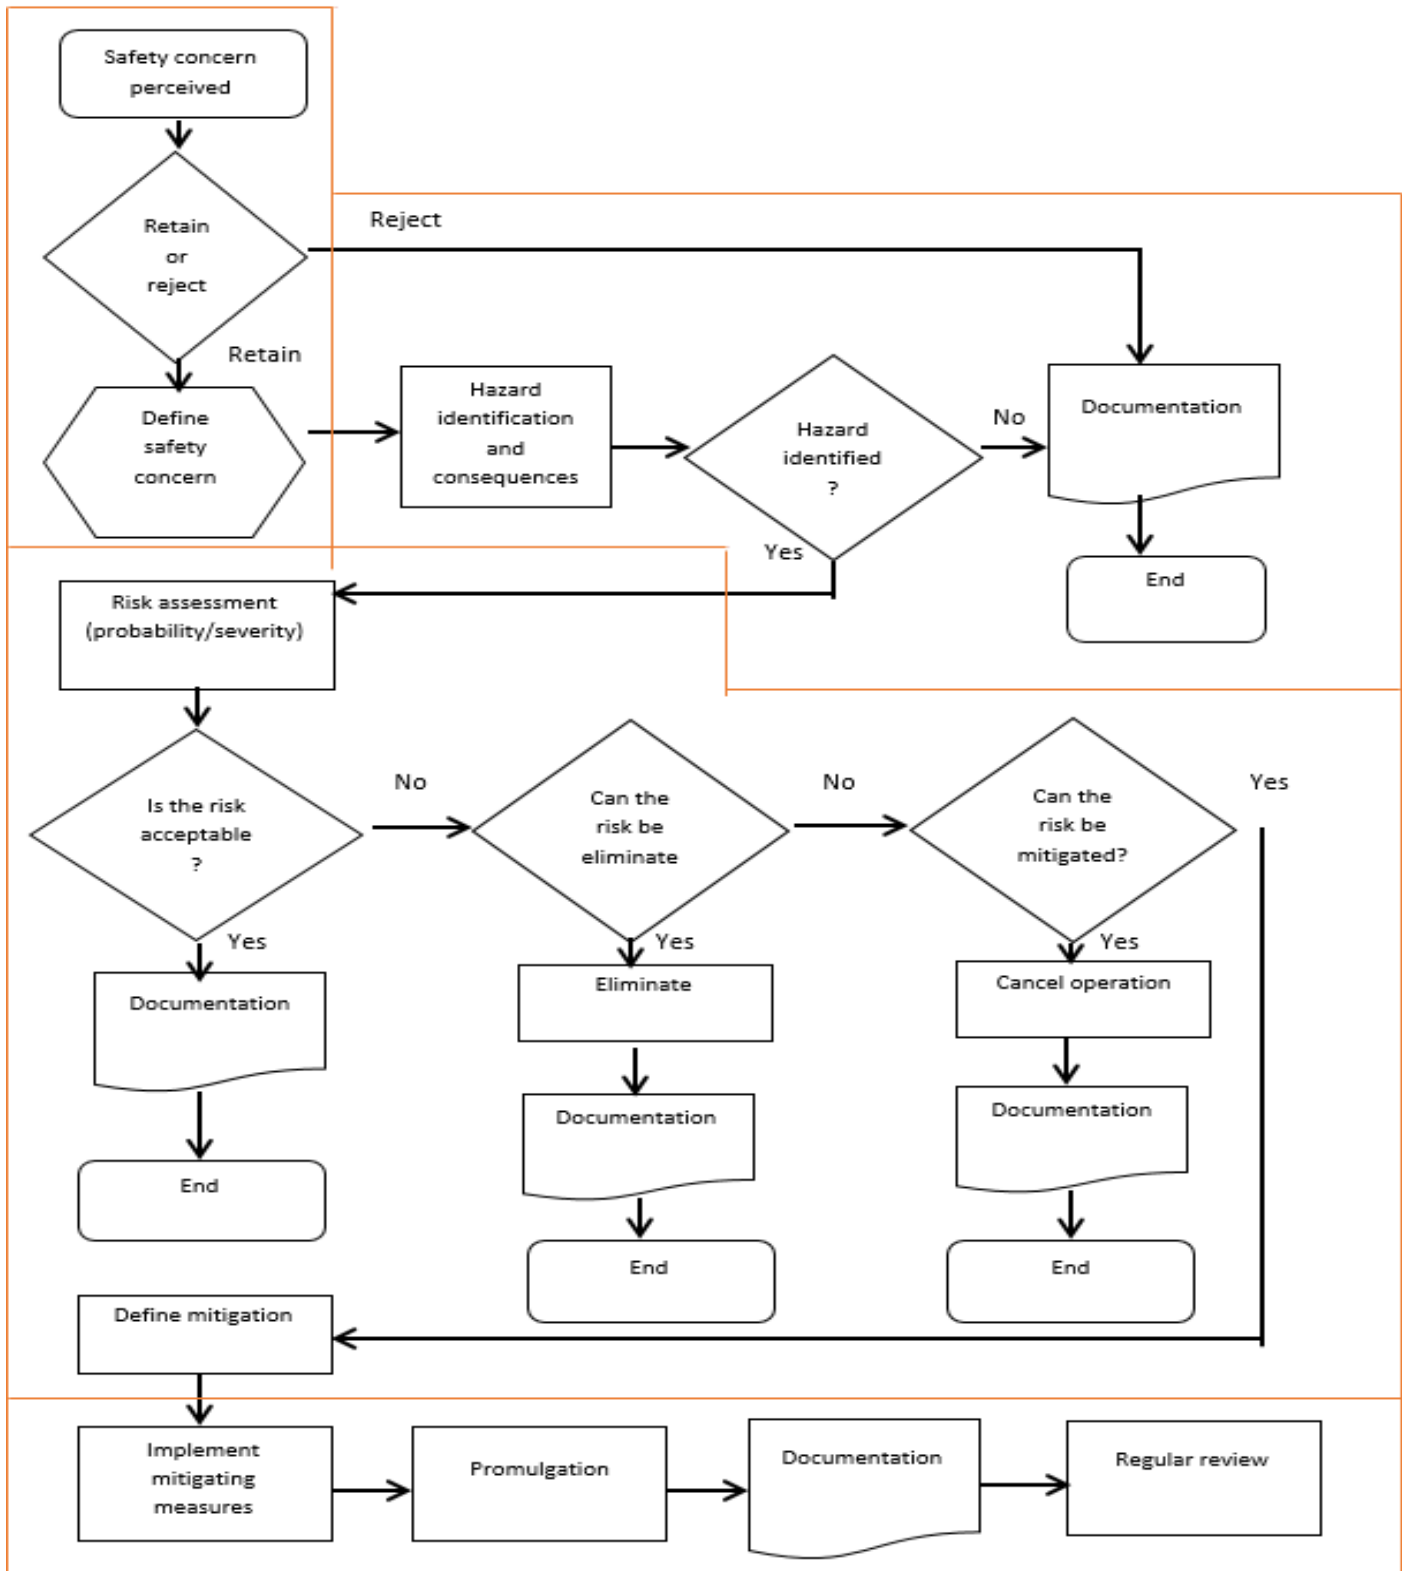 Safety concern
perceived
Retain
or
reject
Reject
Retain
Define
safety
concern
Hazard
identification
and
consequences
Hazard
identified
?
No
Documentation
Yes
End
Risk assessment
(probability/severity)
Is the risk
acceptable
?
No
Can the
risk be
eliminate
No
Can the
risk be
mitigated?
Yes
Yes
Documentation
End
Yes
Eliminate
Documentation
End
Yes
Cancel operation
Documentation
End
Define mitigation
Implement
mitigating
measures
Promulgation
Documentation
Regular review